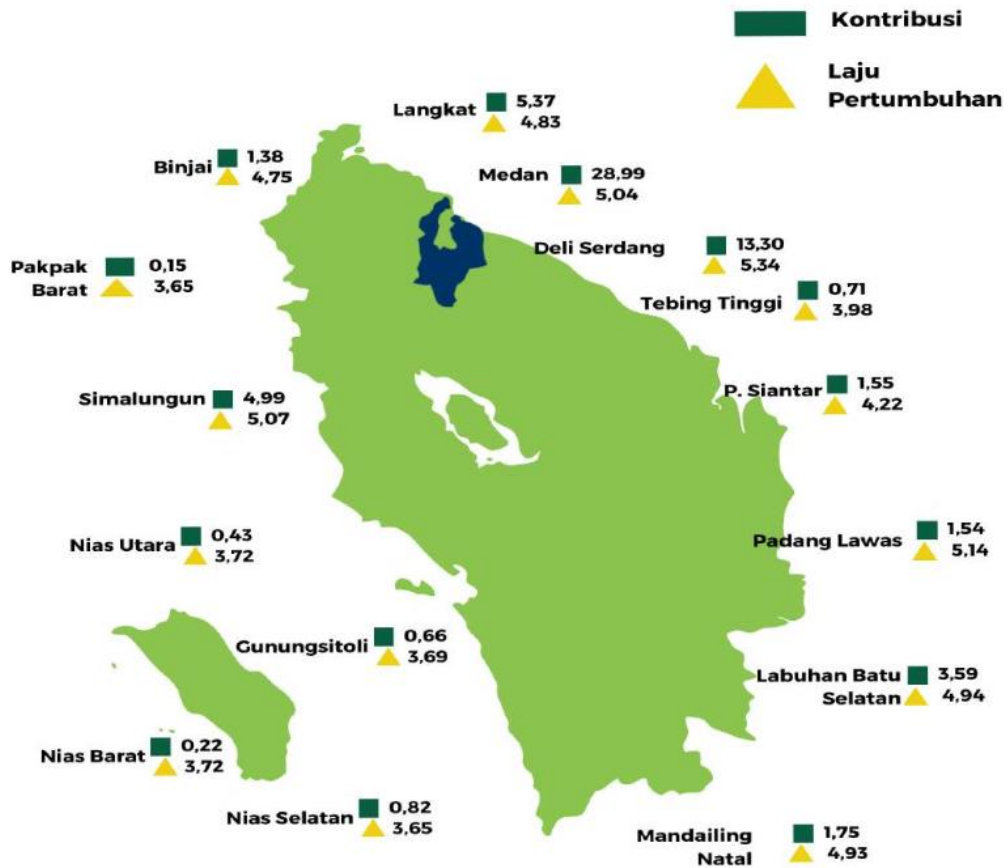 Kontribusi
Laju
Pertumbuhan
Langkat 5,37
4,83
Binjai 1,38
4,75
Medan 28,99
5,04
Deli Serdang 13,30
5,34
Pakpak 0,15
Barat 3,65
Tebing Tinggi 0,71
3,98
Simalungun 4,99
5,07
P. Siantar 1,55
4,22
Nias Utara 0,43
3,72
Padang Lawas 1,54
5,14
Gunungsitoli 0,66
3,69
Labuhan Batu 3,59
Selatan 4,94
Nias Barat 0,22
3,72
Nias Selatan 0,82
3,65
Mandailing 1,75
Natal 4,93